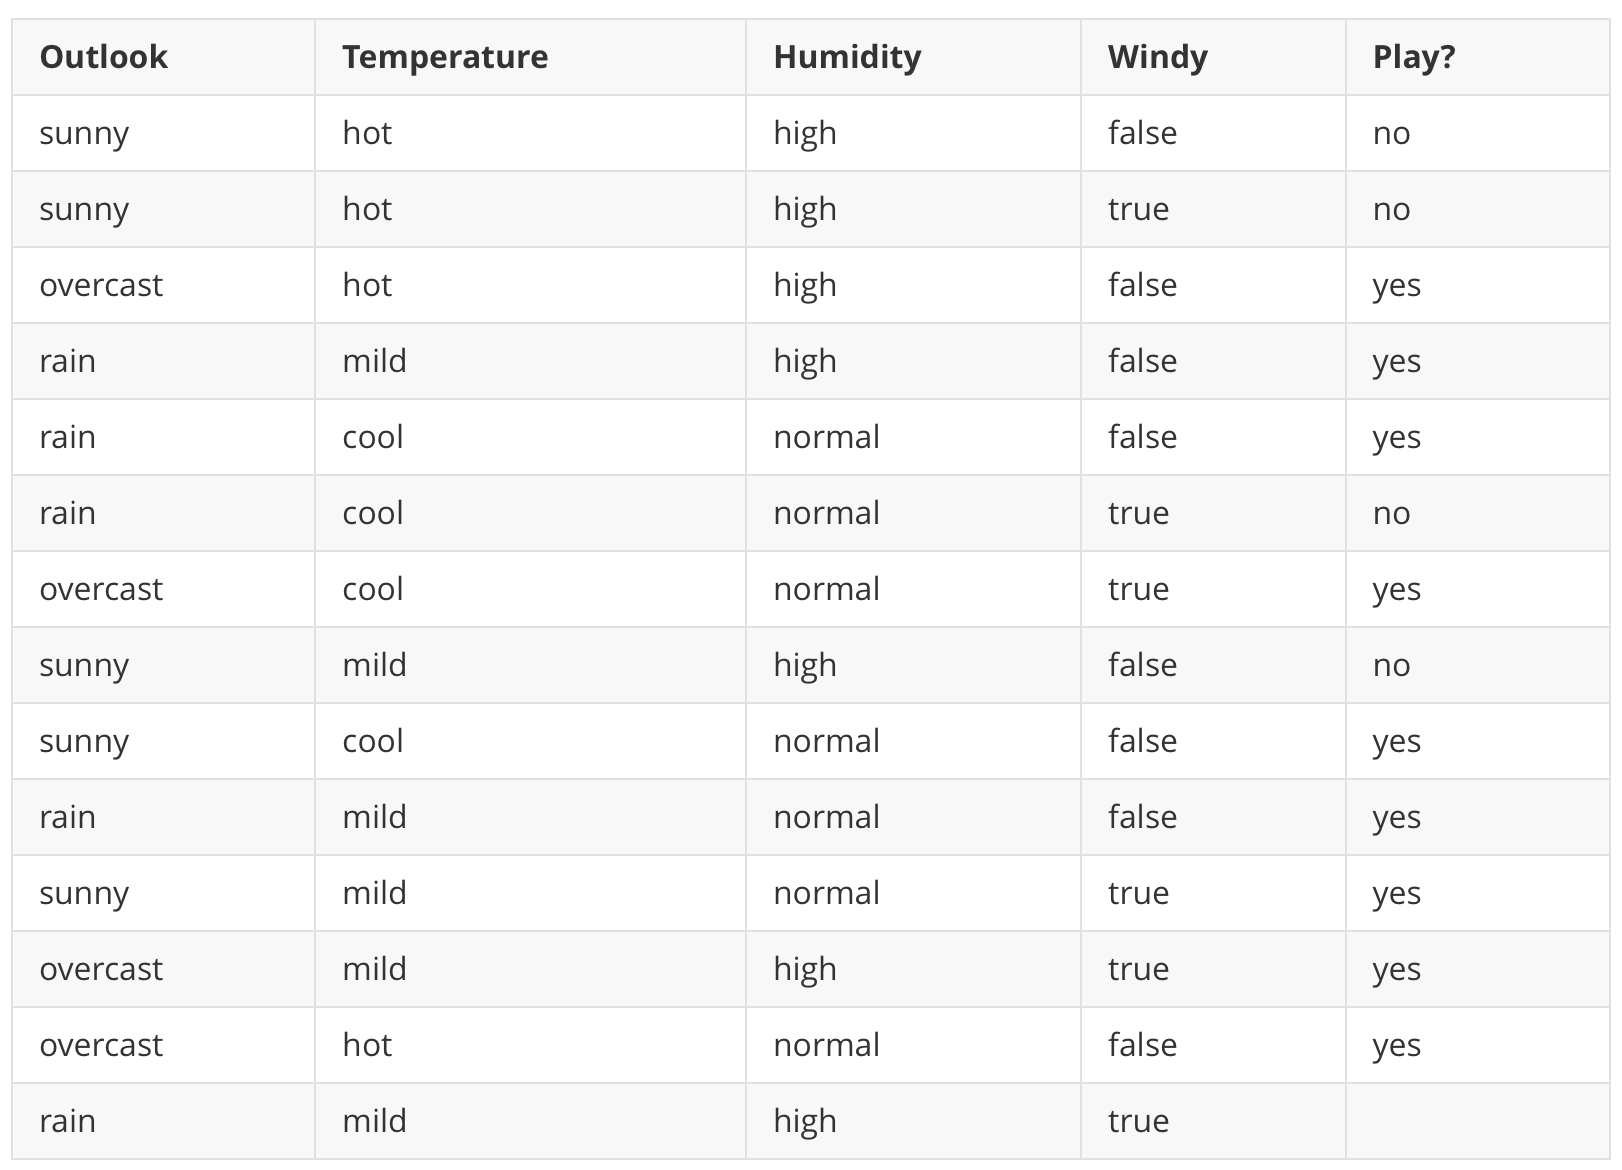 Outlook Temperature Humidity Windy Play?
sunny hot high false no
sunny hot high true no
overcast hot high false yes
rain mild high false yes
rain cool normal false yes
rain cool normal true no
overcast cool normal true yes
sunny mild high false no
sunny cool normal false yes
rain mild normal false yes
sunny mild normal true yes
overcast mild high true yes
overcast hot normal false yes
rain mild high true